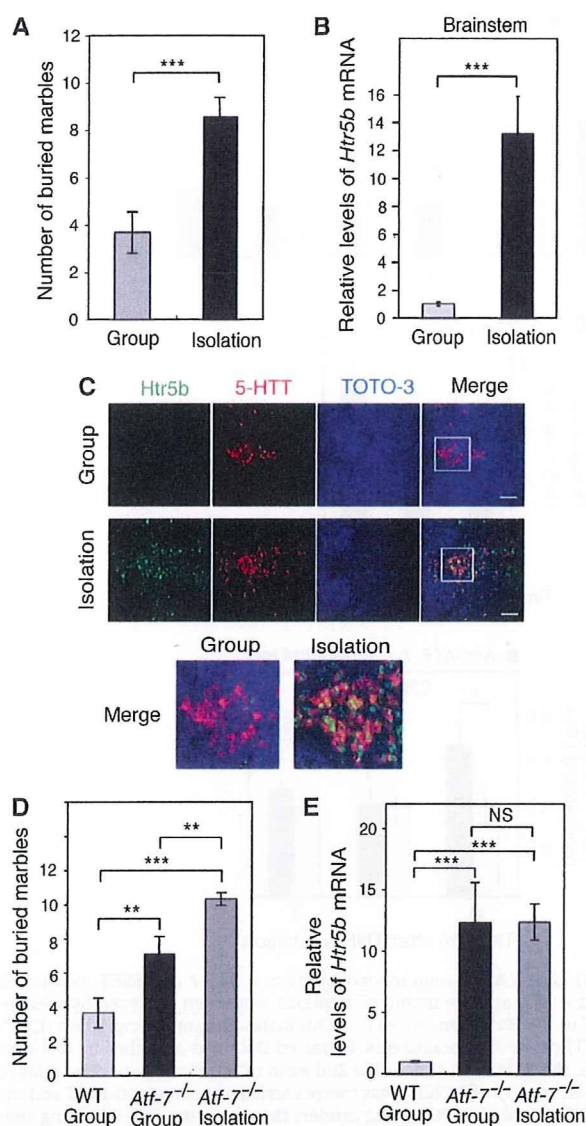 A
Number of buried marbles
12
10
8
6
4
2
0
***
Group
Isolation
B
Brainstem
Relative levels of Htr5b mRNA
16
14
12
10
8
6
4
2
0
***
Group
Isolation
C
Htr5b
5-HTT
TOTO-3
Merge
Group
Isolation
Group
Isolation
Merge
D
Number of buried marbles
12
10
8
6
4
2
0
**
***
**
WT
Group
Atf-7−/−
Group
Atf-7−/−
Isolation
E
Relative
levels of Htr5b mRNA
20
15
10
5
0
NS
***
***
WT
Group
Atf-7−/−
Group
Atf-7−/−
Isolation